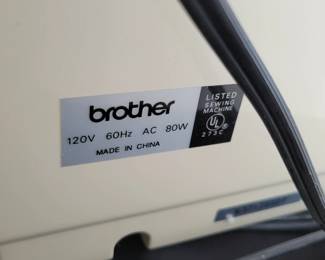 brother
120V 60Hz AC 80W
MADE IN CHINA
LISTED
SEWING
MACHINE
UL
273C